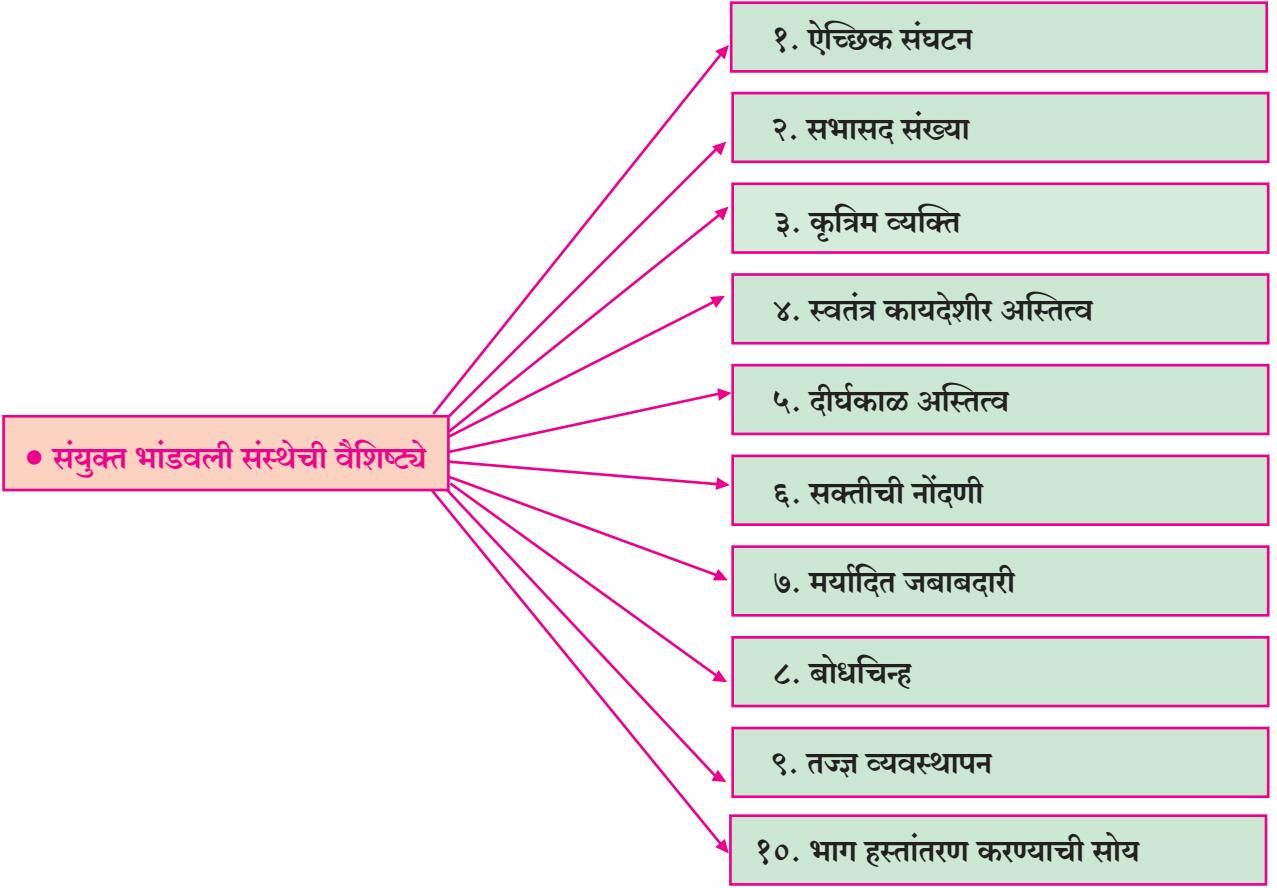 १. ऐच्छिक संघटन
२. सभासद संख्या
३. कृत्रिम व्यक्ति
४. स्वतंत्र कायदेशीर अस्तित्व
५. दीर्घकाळ अस्तित्व
• संयुक्त भांडवली संस्थेची वैशिष्ट्ये
६. सक्तीची नोंदणी
७. मर्यादित जबाबदारी
८. बोधचिन्ह
९. तज्ज्ञ व्यवस्थापन
१०. भाग हस्तांतरण करण्याची सोय